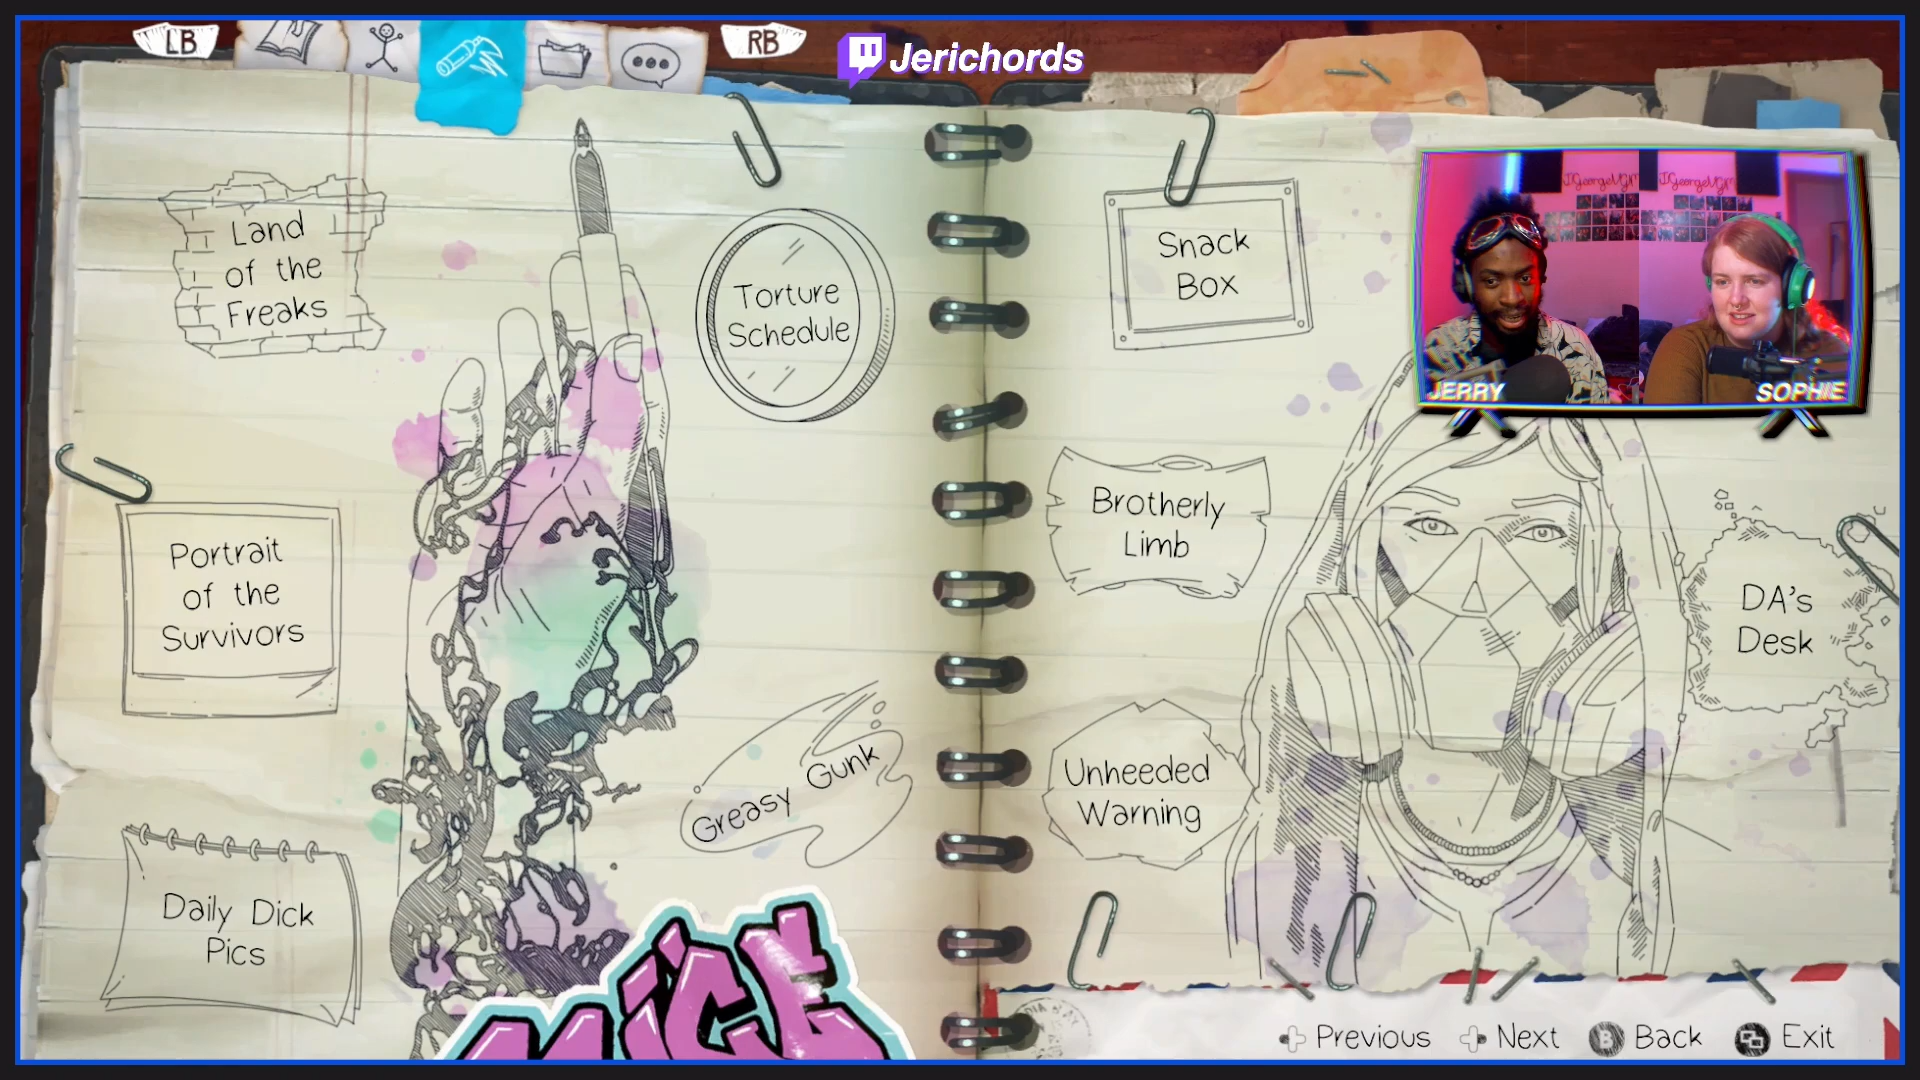 LB
RB
Jerichords
Land
of the
Freaks
Torture
Schedule
Portrait
of the
Survivors
Greasy Gunk
Daily Dick
Pics
MICE
Snack
Box
JERRY
SOPHIE
Brotherly
Limb
DA's
Desk
Unheeded
Warning
Previous
Next
B
Back
Exit